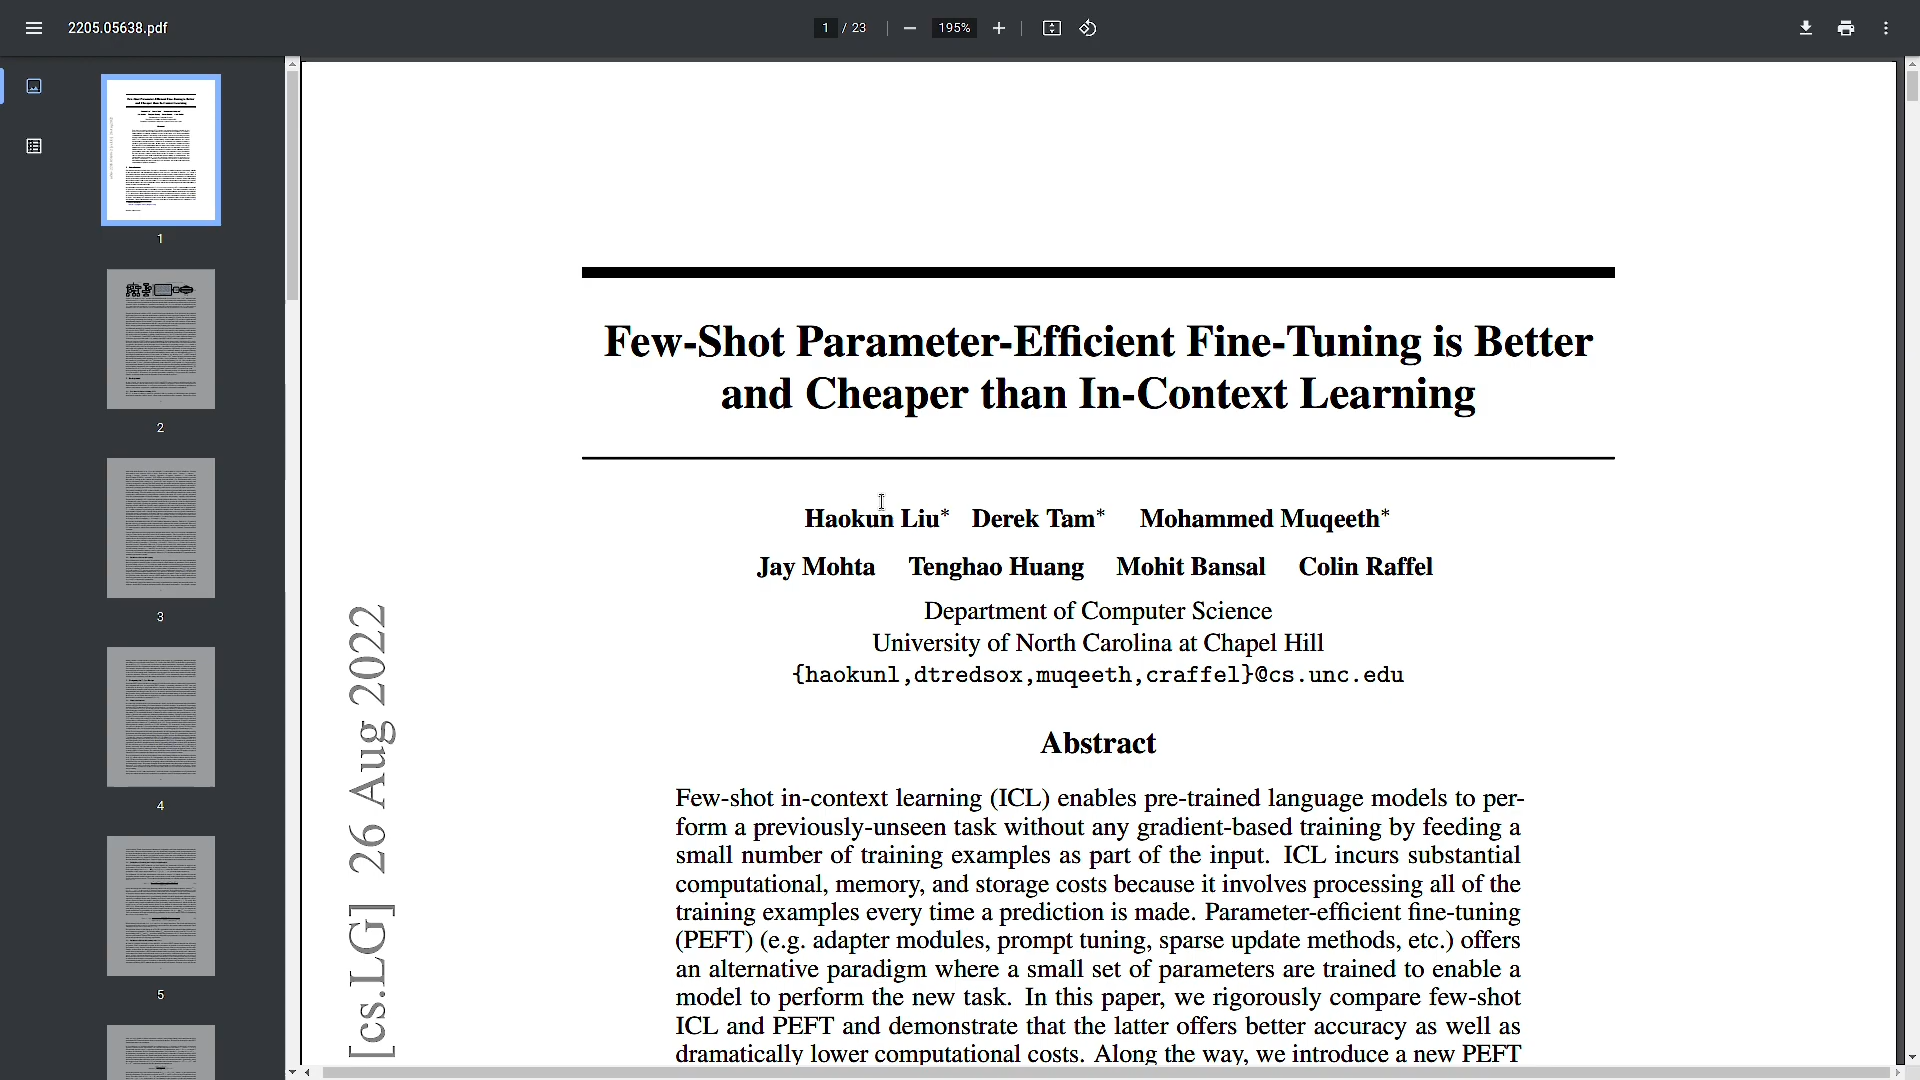 2205.05638.pdf
1 / 23
195%
1
2
3
4
5
Few-Shot Parameter-Efficient Fine-Tuning is Better
and Cheaper than In-Context Learning
Haokun Liu* Derek Tam* Mohammed Muqeeth*
Jay Mohta Tenghao Huang Mohit Bansal Colin Raffel
Department of Computer Science
University of North Carolina at Chapel Hill
{haokunl,dtredsox,muqeeth,craffel}@cs.unc.edu
[cs.LG] 26 Aug 2022
Abstract
Few-shot in-context learning (ICL) enables pre-trained language models to per-
form a previously-unseen task without any gradient-based training by feeding a
small number of training examples as part of the input. ICL incurs substantial
computational, memory, and storage costs because it involves processing all of the
training examples every time a prediction is made. Parameter-efficient fine-tuning
(PEFT) (e.g. adapter modules, prompt tuning, sparse update methods, etc.) offers
an alternative paradigm where a small set of parameters are trained to enable a
model to perform the new task. In this paper, we rigorously compare few-shot
ICL and PEFT and demonstrate that the latter offers better accuracy as well as
dramatically lower computational costs. Along the way, we introduce a new PEFT